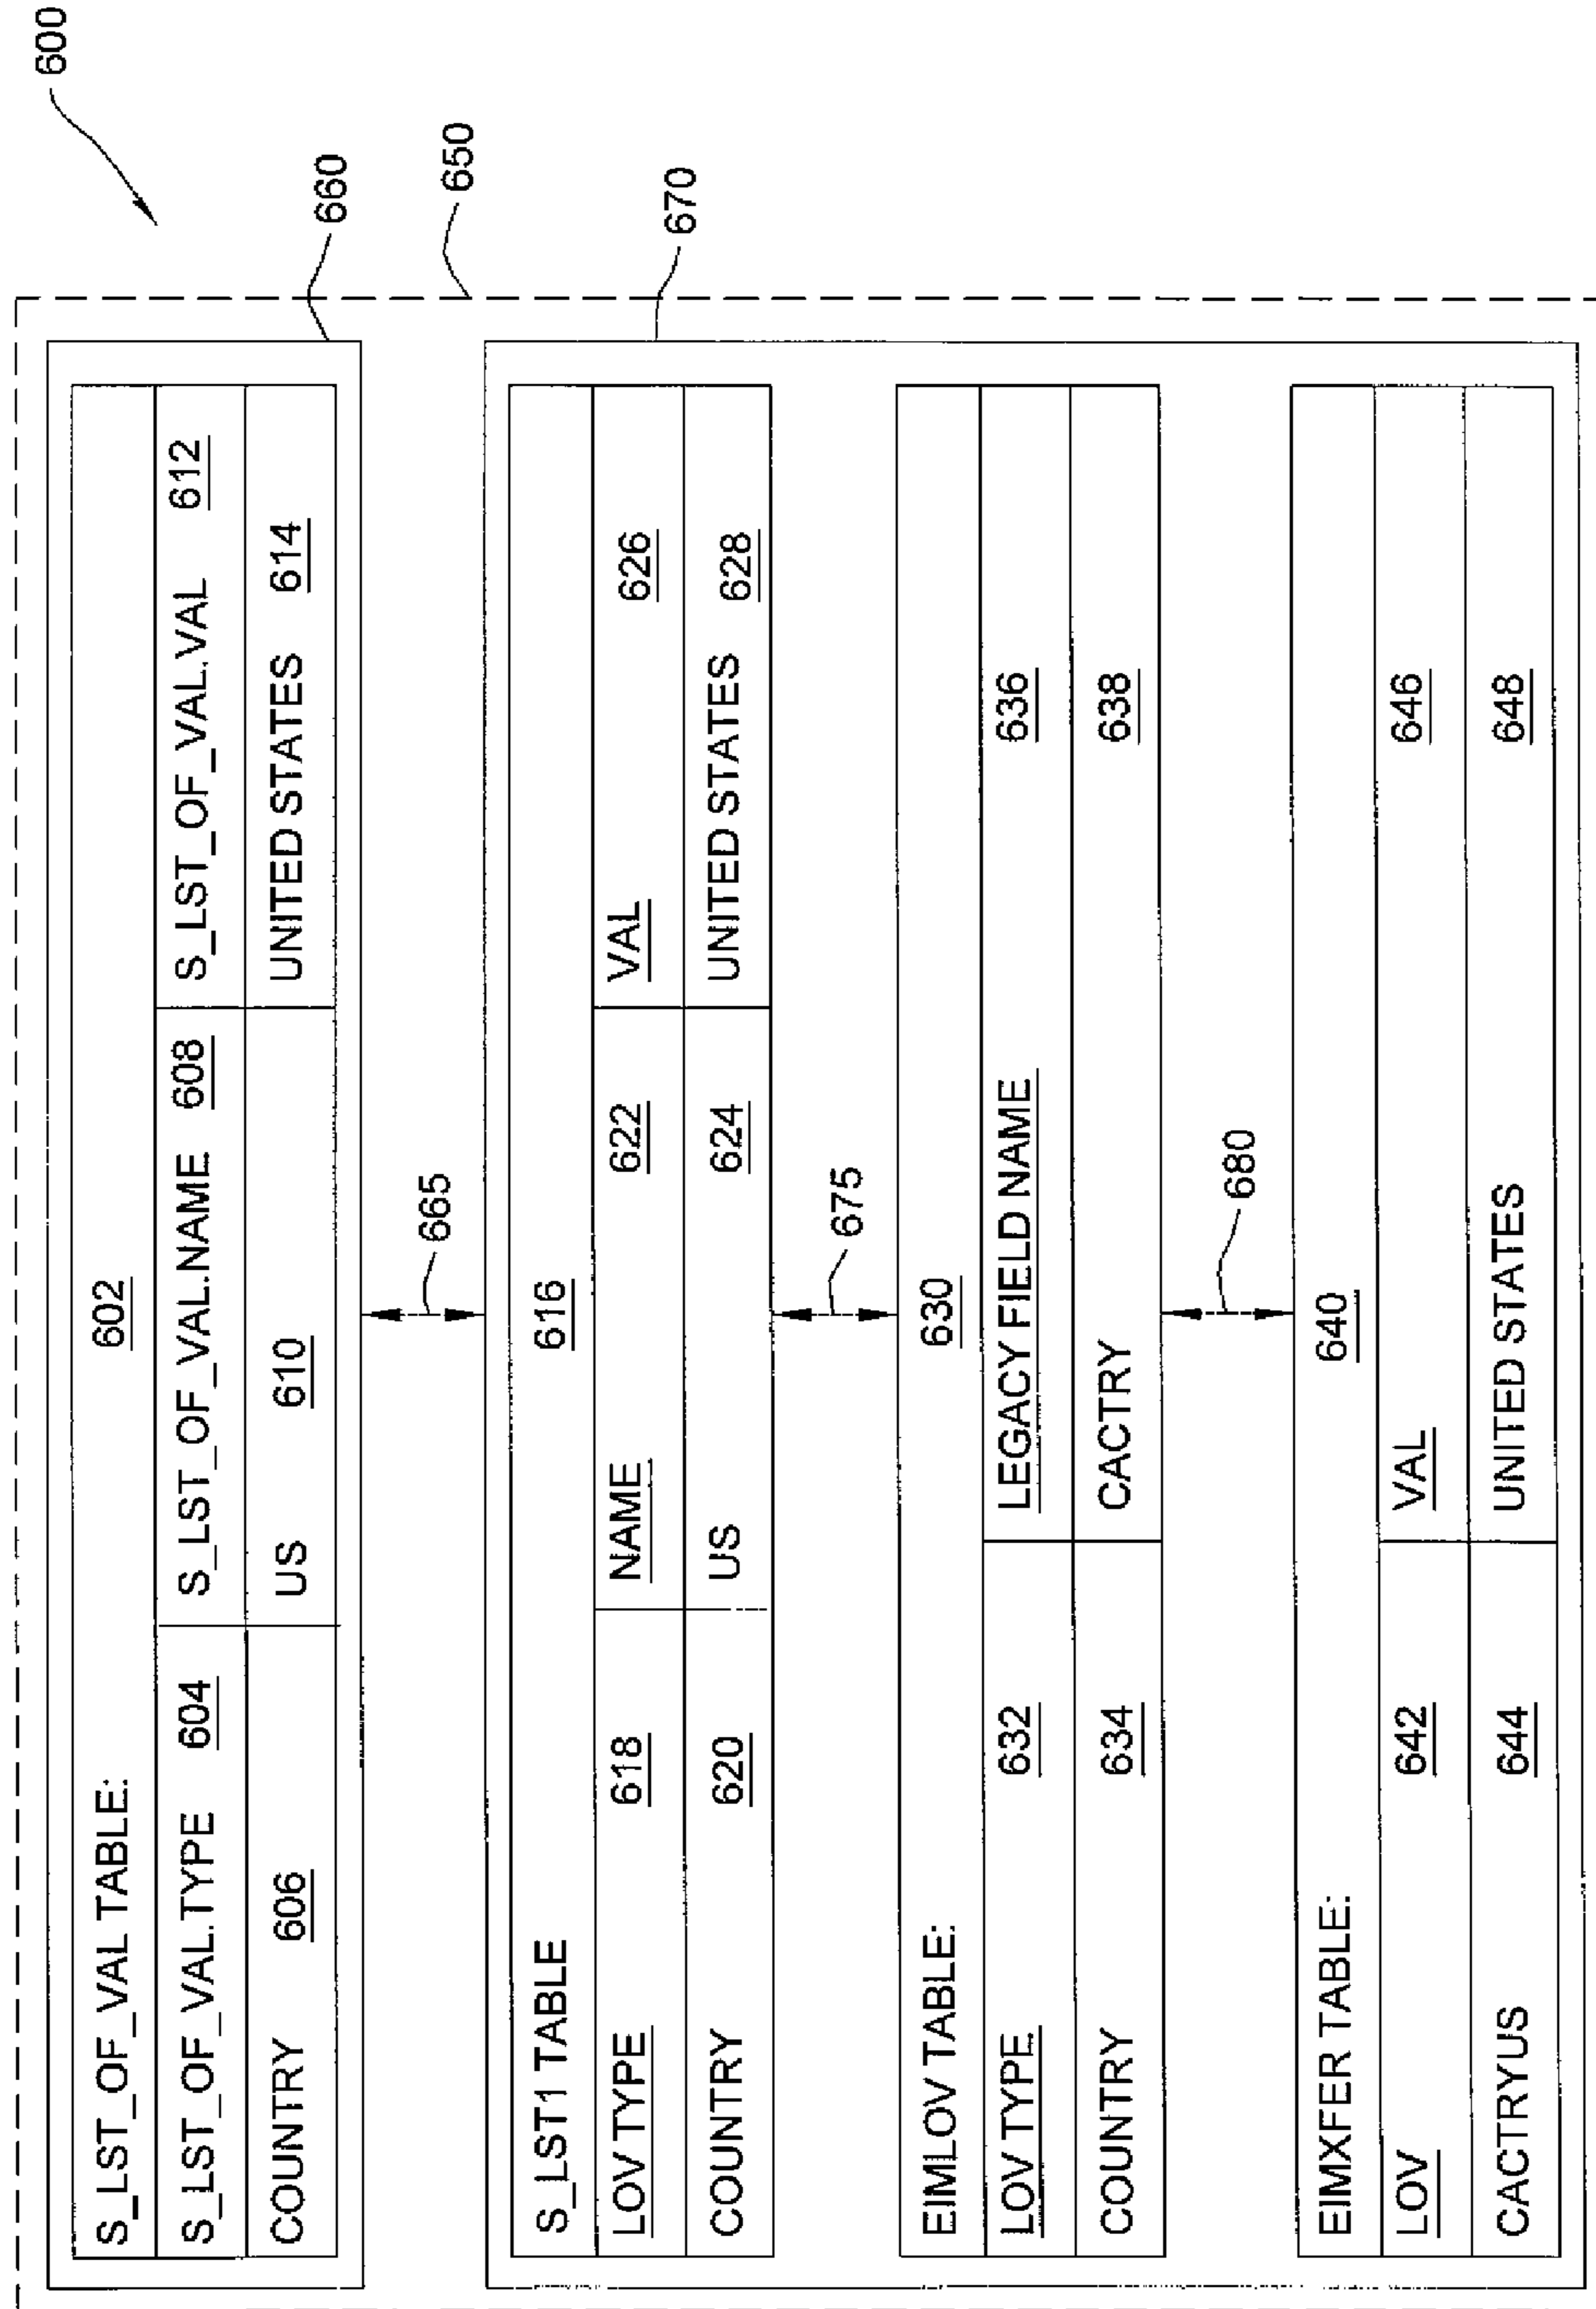 600
650
660
S_LST_OF_VAL TABLE: 602
S_LST_OF_VAL.TYPE 604 S_LST_OF_VAL.NAME 608 S_LST_OF_VAL.VAL 612
COUNTRY 606 US 610 UNITED STATES 614
665
670
S_LST1 TABLE 616
LOV TYPE 618 NAME 622 VAL 626
COUNTRY 620 US 624 UNITED STATES 628
675
EIMLOV TABLE: 630
LOV TYPE 632 LEGACY FIELD NAME 636
COUNTRY 634 CACTRY 638
680
EIMXFER TABLE: 640
LOV 642 VAL 646
CACTRYUS 644 UNITED STATES 648